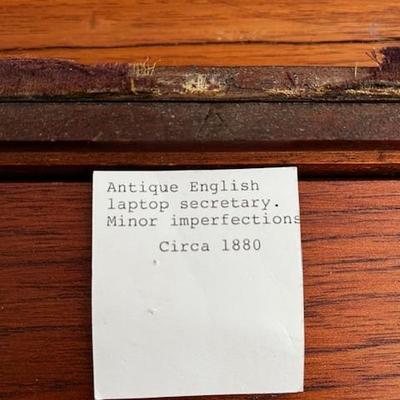 Antique English
laptop secretary.
Minor imperfections
Circa 1880